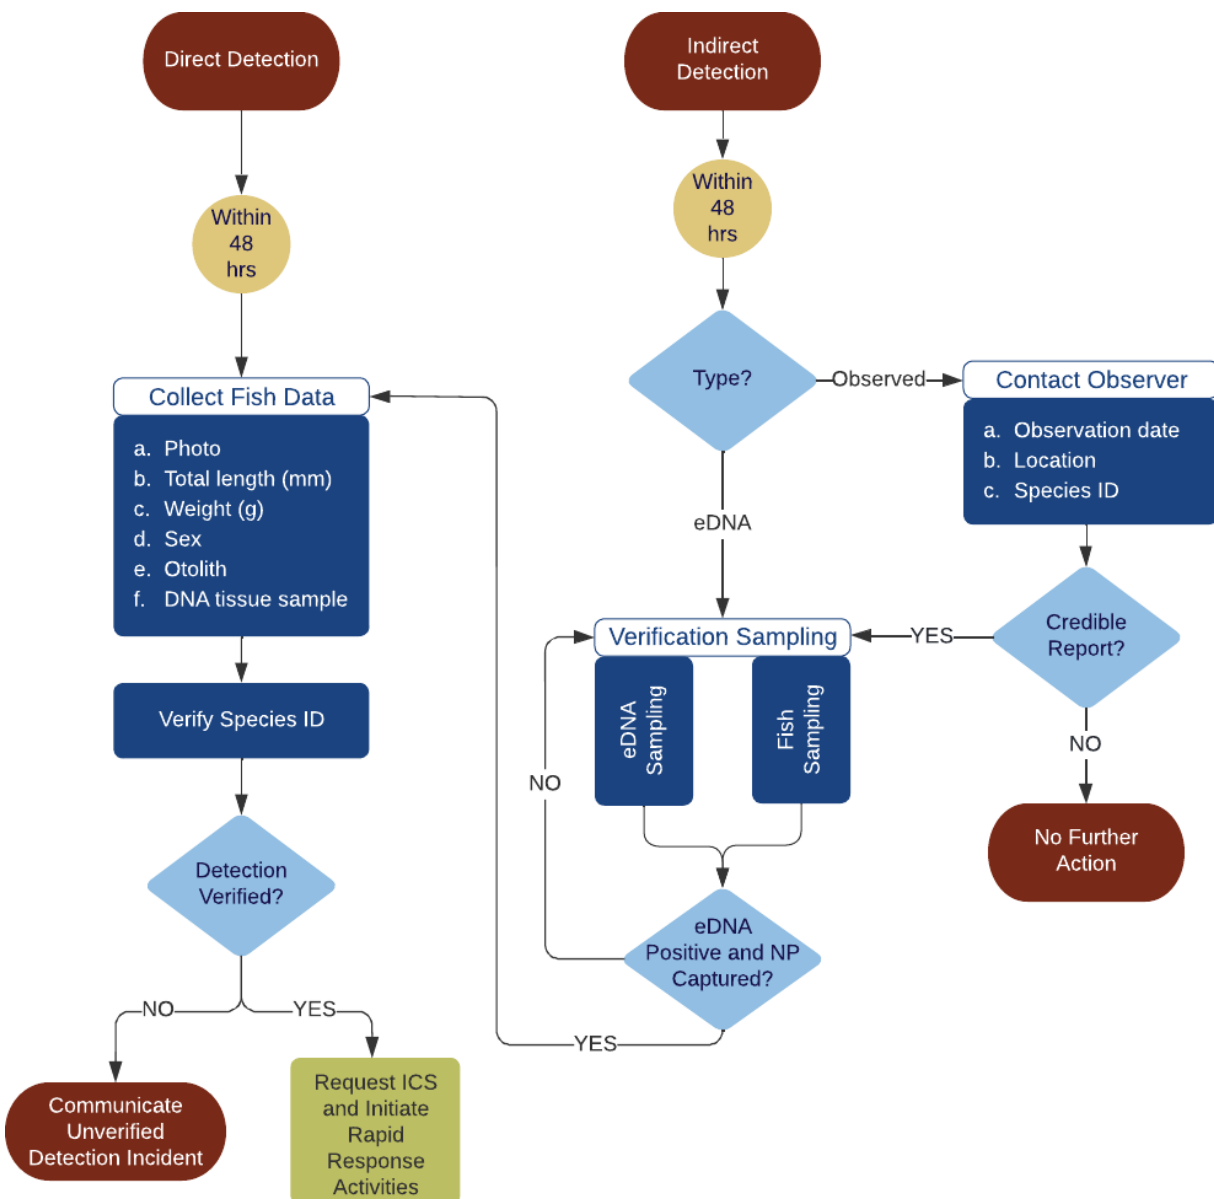 Direct Detection
Within
48
hrs
Collect Fish Data
a. Photo
b. Total length (mm)
c. Weight (g)
d. Sex
e. Otolith
f. DNA tissue sample
Verify Species ID
Detection
Verified?
NO
YES
Communicate
Unverified
Detection Incident
Request ICS
and Initiate
Rapid
Response
Activities
Indirect
Detection
Within
48
hrs
Type?
Observed
eDNA
Contact Observer
a. Observation date
b. Location
c. Species ID
Credible
Report?
YES
NO
No Further
Action
Verification Sampling
eDNA
Sampling
Fish
Sampling
eDNA
Positive and NP
Captured?
NO
YES